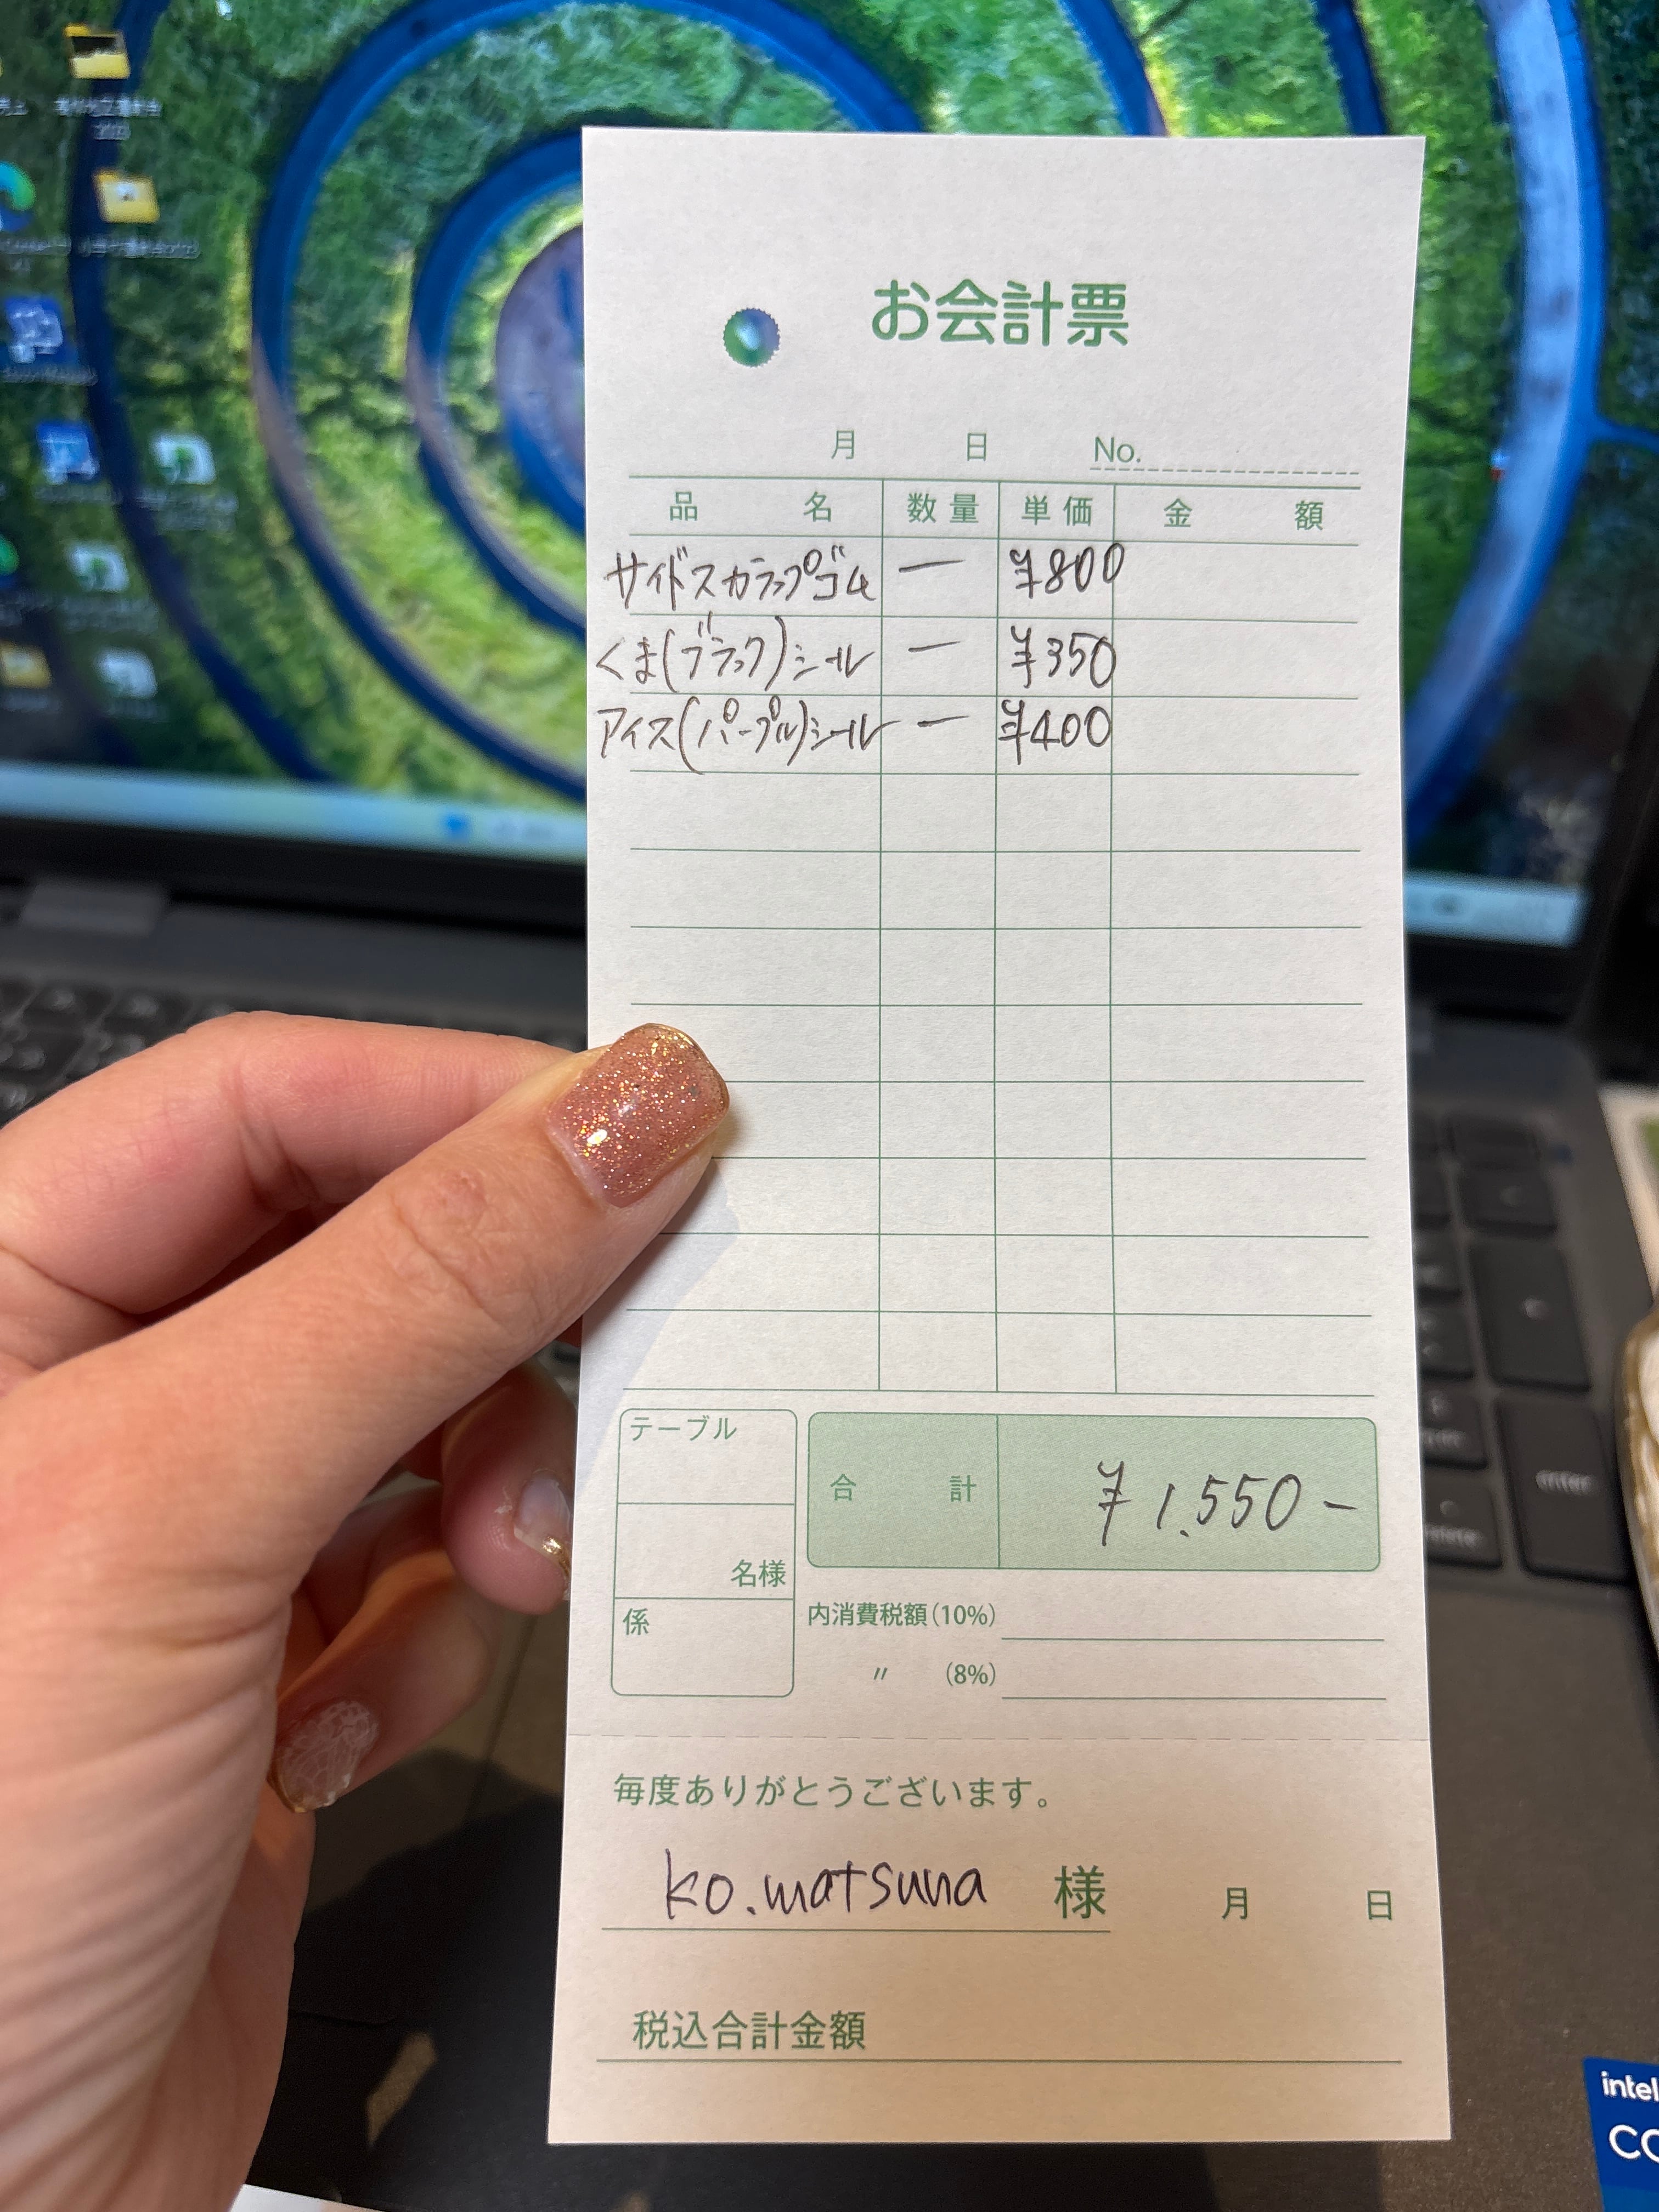 お会計票
月 日 No.
品名 数量 単価 金額
サイドスカラップゴム 一 ¥800
くま(ブラック)シール 一 ¥350
アイス(パープル)シール 一 ¥400
テーブル
合計 ¥1.550-
名様
係
内消費税額(10%)
〃 (8%)
毎度ありがとうございます。
ko.matsuna 様 月 日
税込合計金額
enter
intel